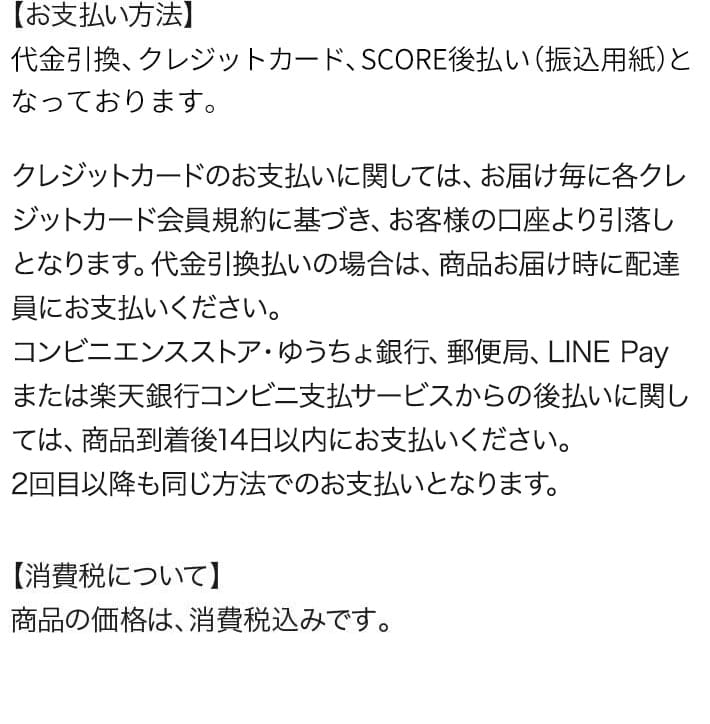 【お支払い方法】
代金引換、クレジットカード、SCORE後払い（振込用紙）と
なっております。
クレジットカードのお支払いに関しては、お届け毎に各クレ
ジットカード会員規約に基づき、お客様の口座より引落し
となります。代金引換払いの場合は、商品お届け時に配達
員にお支払いください。
コンビニエンスストア・ゆうちょ銀行、郵便局、LINE Pay
または楽天銀行コンビニ支払サービスからの後払いに関し
ては、商品到着後14日以内にお支払いください。
2回目以降も同じ方法でのお支払いとなります。
【消費税について】
商品の価格は、消費税込みです。